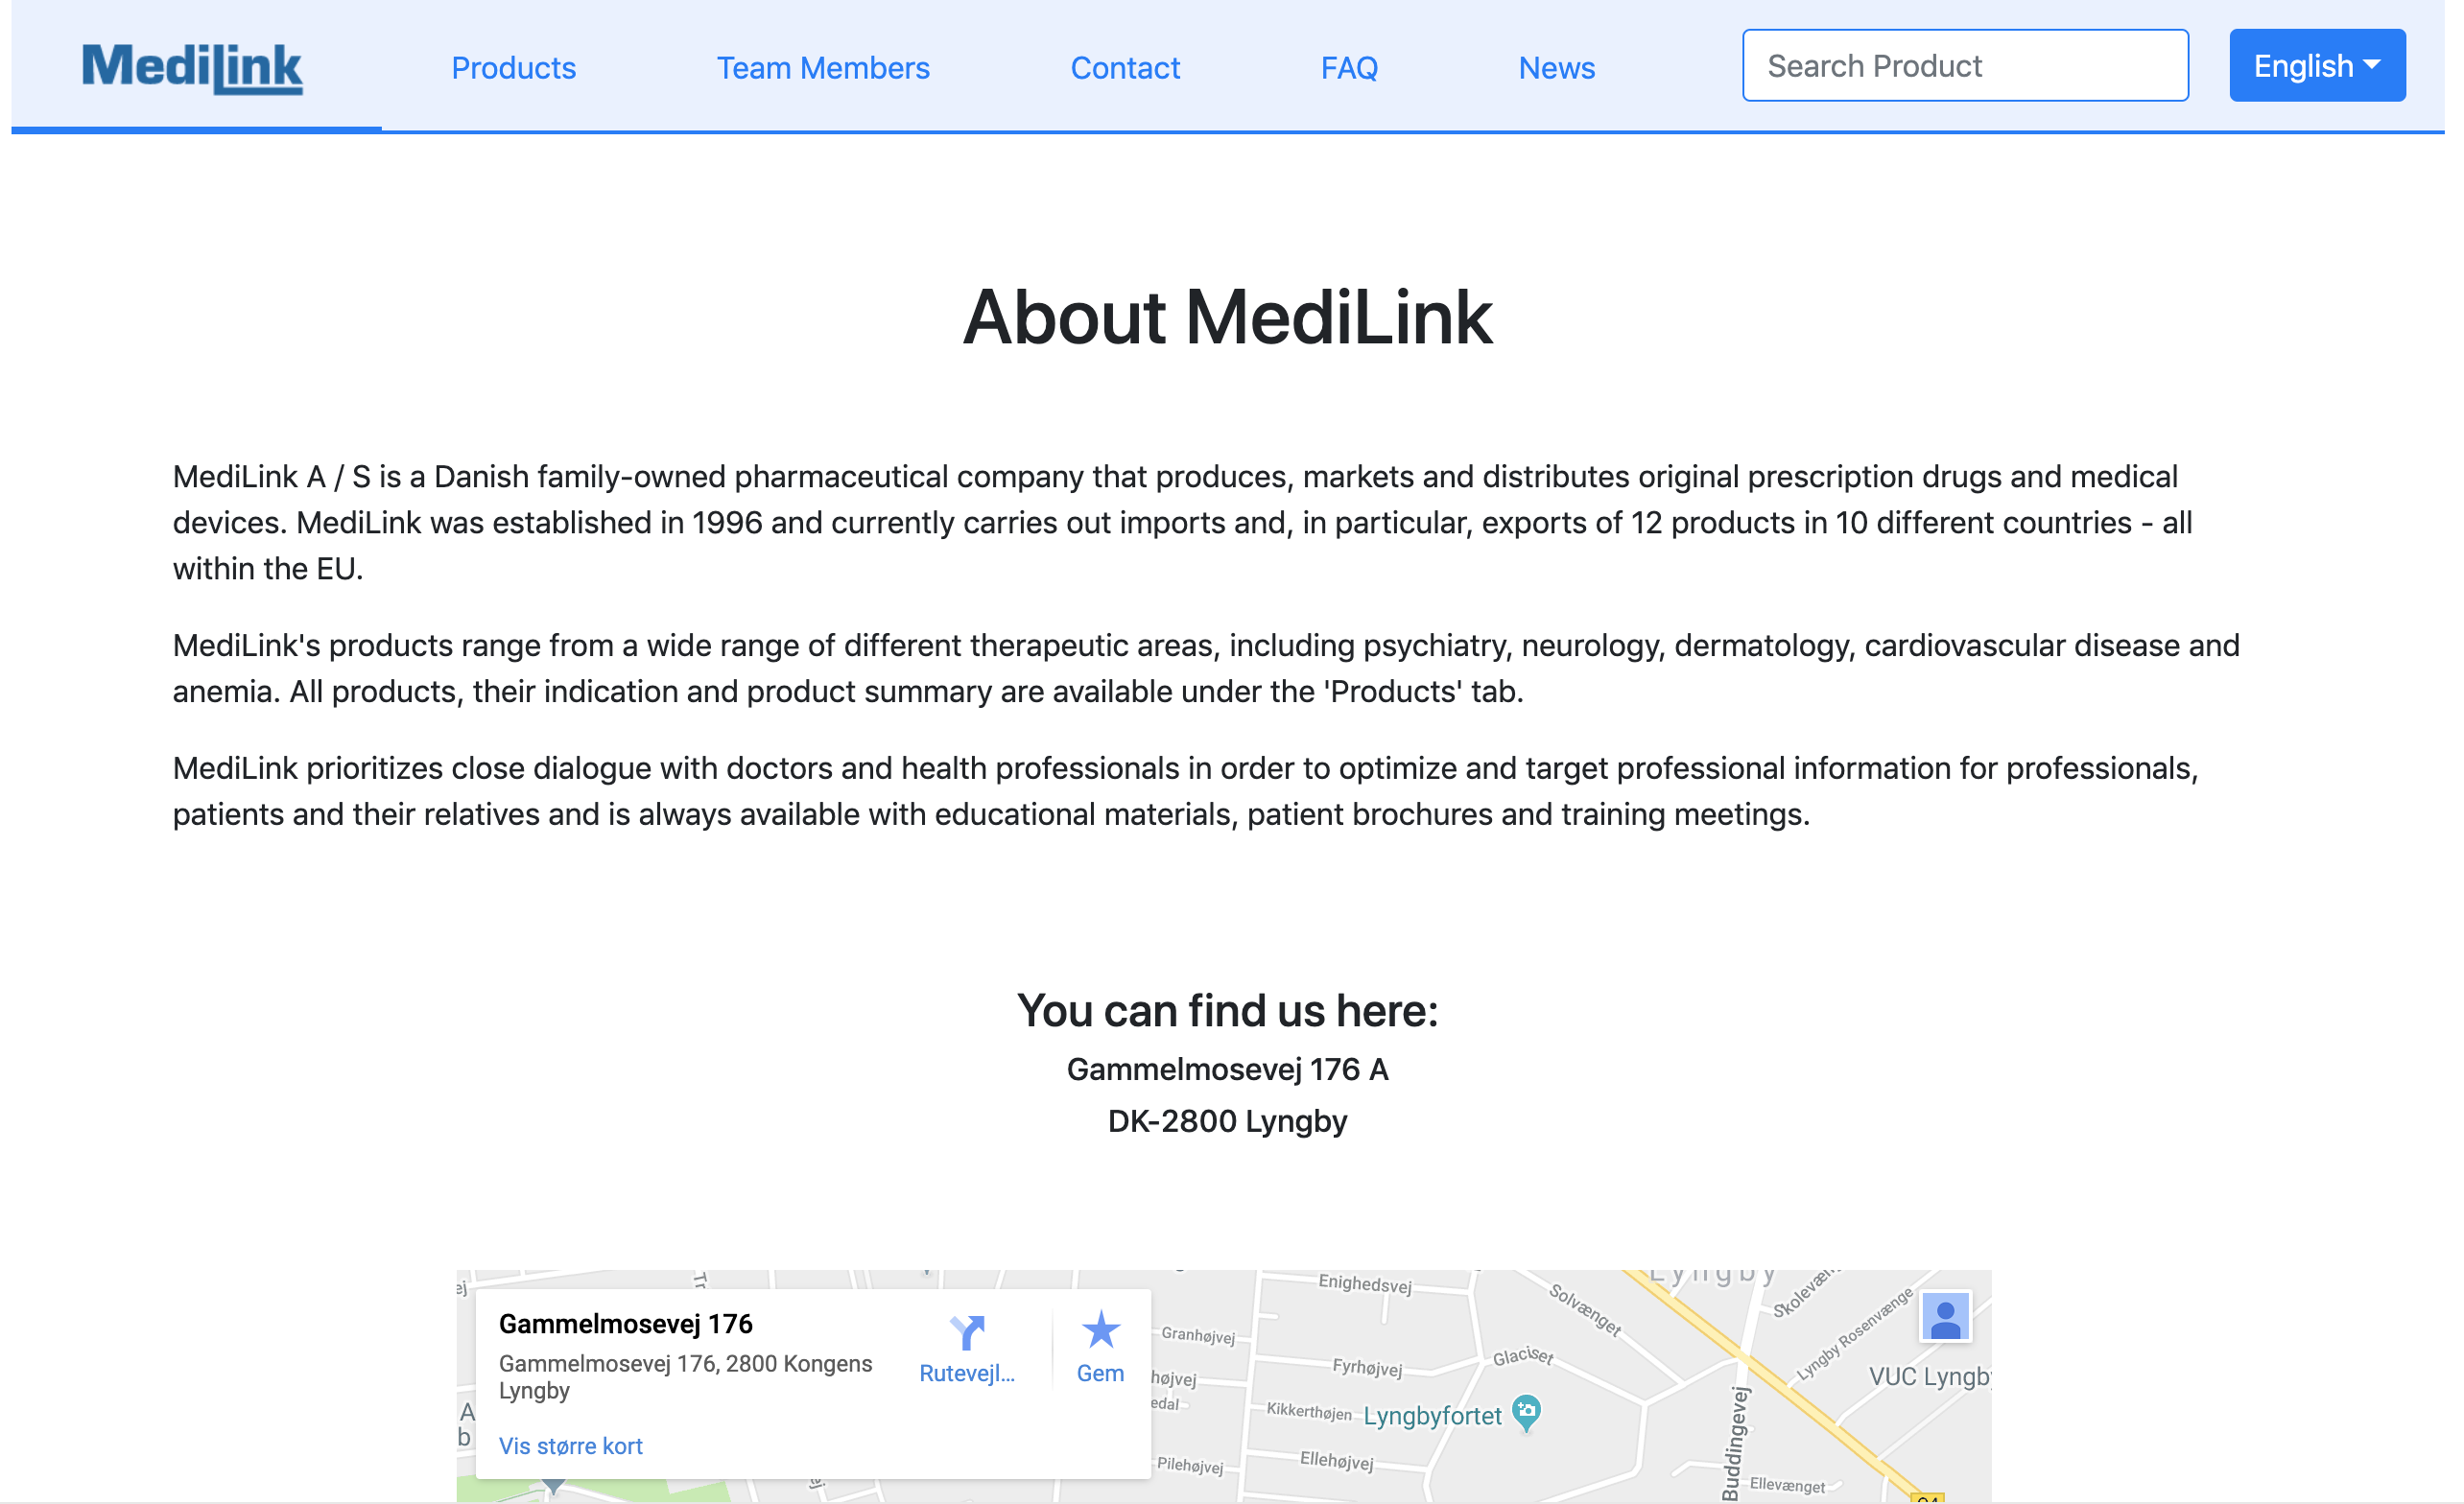 MediLink
Products
Team Members
Contact
FAQ
News
Search Product
English
About MediLink
MediLink A / S is a Danish family-owned pharmaceutical company that produces, markets and distributes original prescription drugs and medical
devices. MediLink was established in 1996 and currently carries out imports and, in particular, exports of 12 products in 10 different countries - all
within the EU.
MediLink's products range from a wide range of different therapeutic areas, including psychiatry, neurology, dermatology, cardiovascular disease and
anemia. All products, their indication and product summary are available under the 'Products' tab.
MediLink prioritizes close dialogue with doctors and health professionals in order to optimize and target professional information for professionals,
patients and their relatives and is always available with educational materials, patient brochures and training meetings.
You can find us here:
Gammelmosevej 176 A
DK-2800 Lyngby
Gammelmosevej 176
Gammelmosevej 176, 2800 Kongens
Lyngby
Rutevejl...
Gem
Vis større kort
Enighedsvej
Solvænget
Lyngby
Lyngby Rosenvænge
Granhøjvej
Glaciset
Fyrhøjvej
VUC Lyngby
højvej
Kikkerthøjen
Lyngbyfortet
Buddingevej
Pilehøjvej
Ellehøjvej
Ellevænget